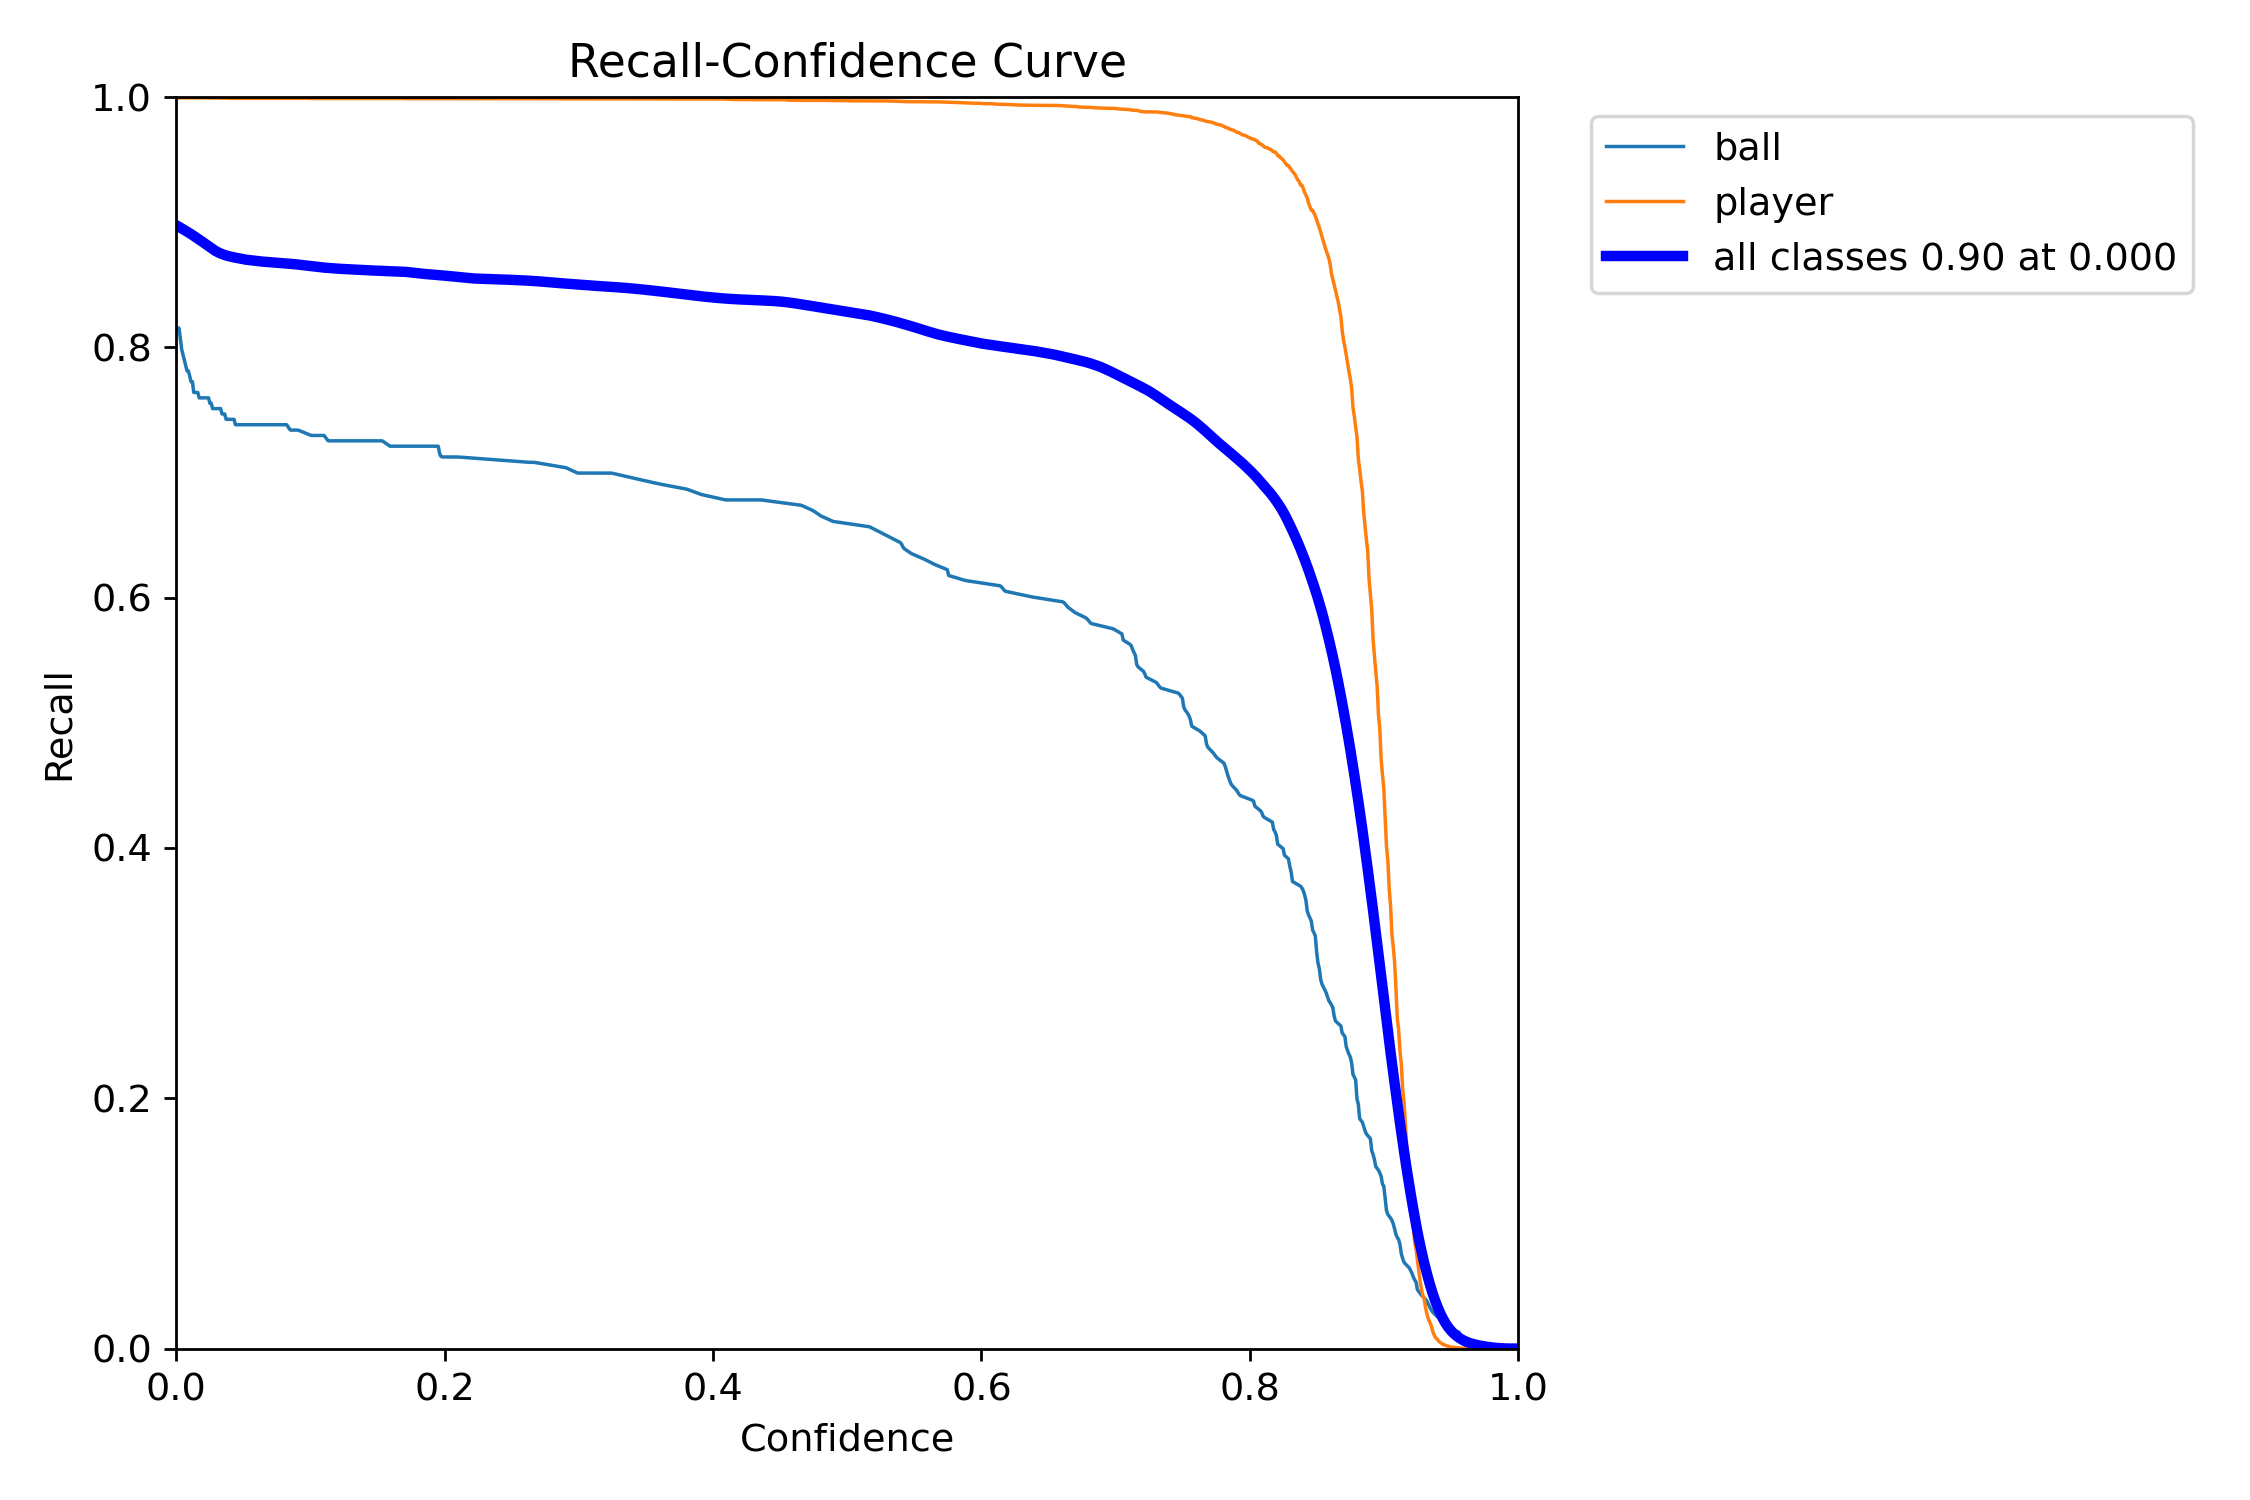 Recall-Confidence Curve
1.0
0.8
0.6
0.4
0.2
0.0
Recall
0.0 0.2 0.4 0.6 0.8 1.0
Confidence
ball
player
all classes 0.90 at 0.000